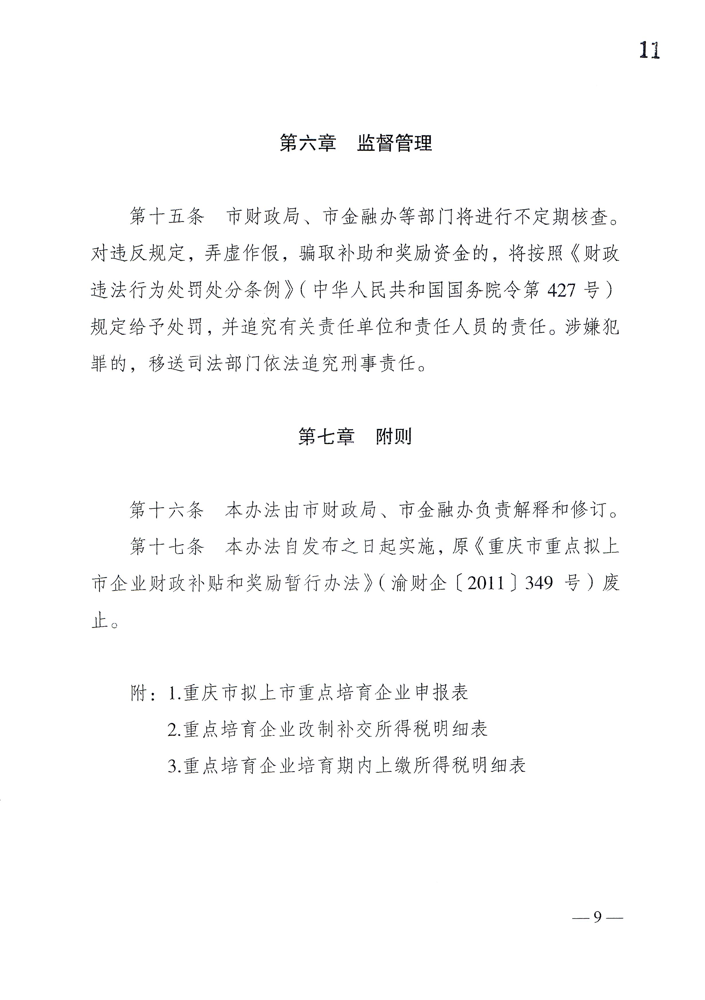 11
第六章　监督管理
第十五条　市财政局、市金融办等部门将进行不定期核查。
对违反规定，弄虚作假，骗取补助和奖励资金的，将按照《财政
违法行为处罚处分条例》（中华人民共和国国务院令第 427 号）
规定给予处罚，并追究有关责任单位和责任人员的责任。涉嫌犯
罪的，移送司法部门依法追究刑事责任。
第七章　附则
第十六条　本办法由市财政局、市金融办负责解释和修订。
第十七条　本办法自发布之日起实施，原《重庆市重点拟上
市企业财政补贴和奖励暂行办法》（渝财企〔2011〕349 号）废
止。
附：1.重庆市拟上市重点培育企业申报表
2.重点培育企业改制补交所得税明细表
3.重点培育企业培育期内上缴所得税明细表
— 9 —